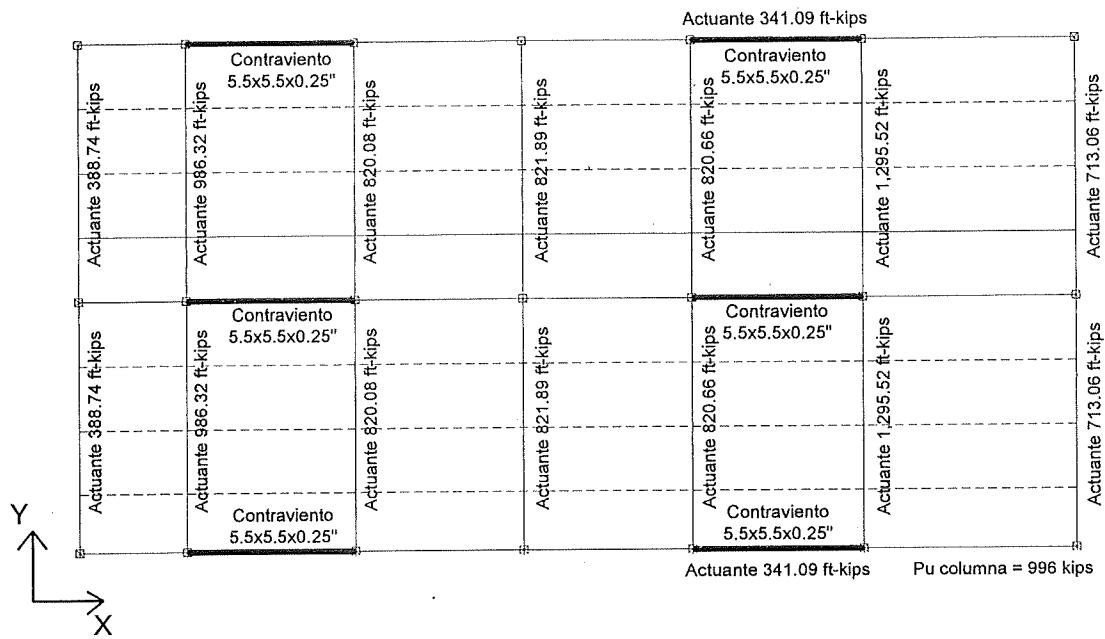 Actuante 341.09 ft-kips
Contraviento
5.5x5.5x0.25"
Contraviento
5.5x5.5x0.25"
Actuante 388.74 ft-kips
Actuante 986.32 ft-kips
Actuante 820.08 ft-kips
Actuante 821.89 ft-kips
Actuante 820.66 ft-kips
Actuante 1,295.52 ft-kips
Actuante 713.06 ft-kips
Contraviento
5.5x5.5x0.25"
Contraviento
5.5x5.5x0.25"
Actuante 388.74 ft-kips
Actuante 986.32 ft-kips
Actuante 820.08 ft-kips
Actuante 821.89 ft-kips
Actuante 820.66 ft-kips
Actuante 1,295.52 ft-kips
Actuante 713.06 ft-kips
Contraviento
5.5x5.5x0.25"
Contraviento
5.5x5.5x0.25"
Y
X
Actuante 341.09 ft-kips
Pu columna = 996 kips